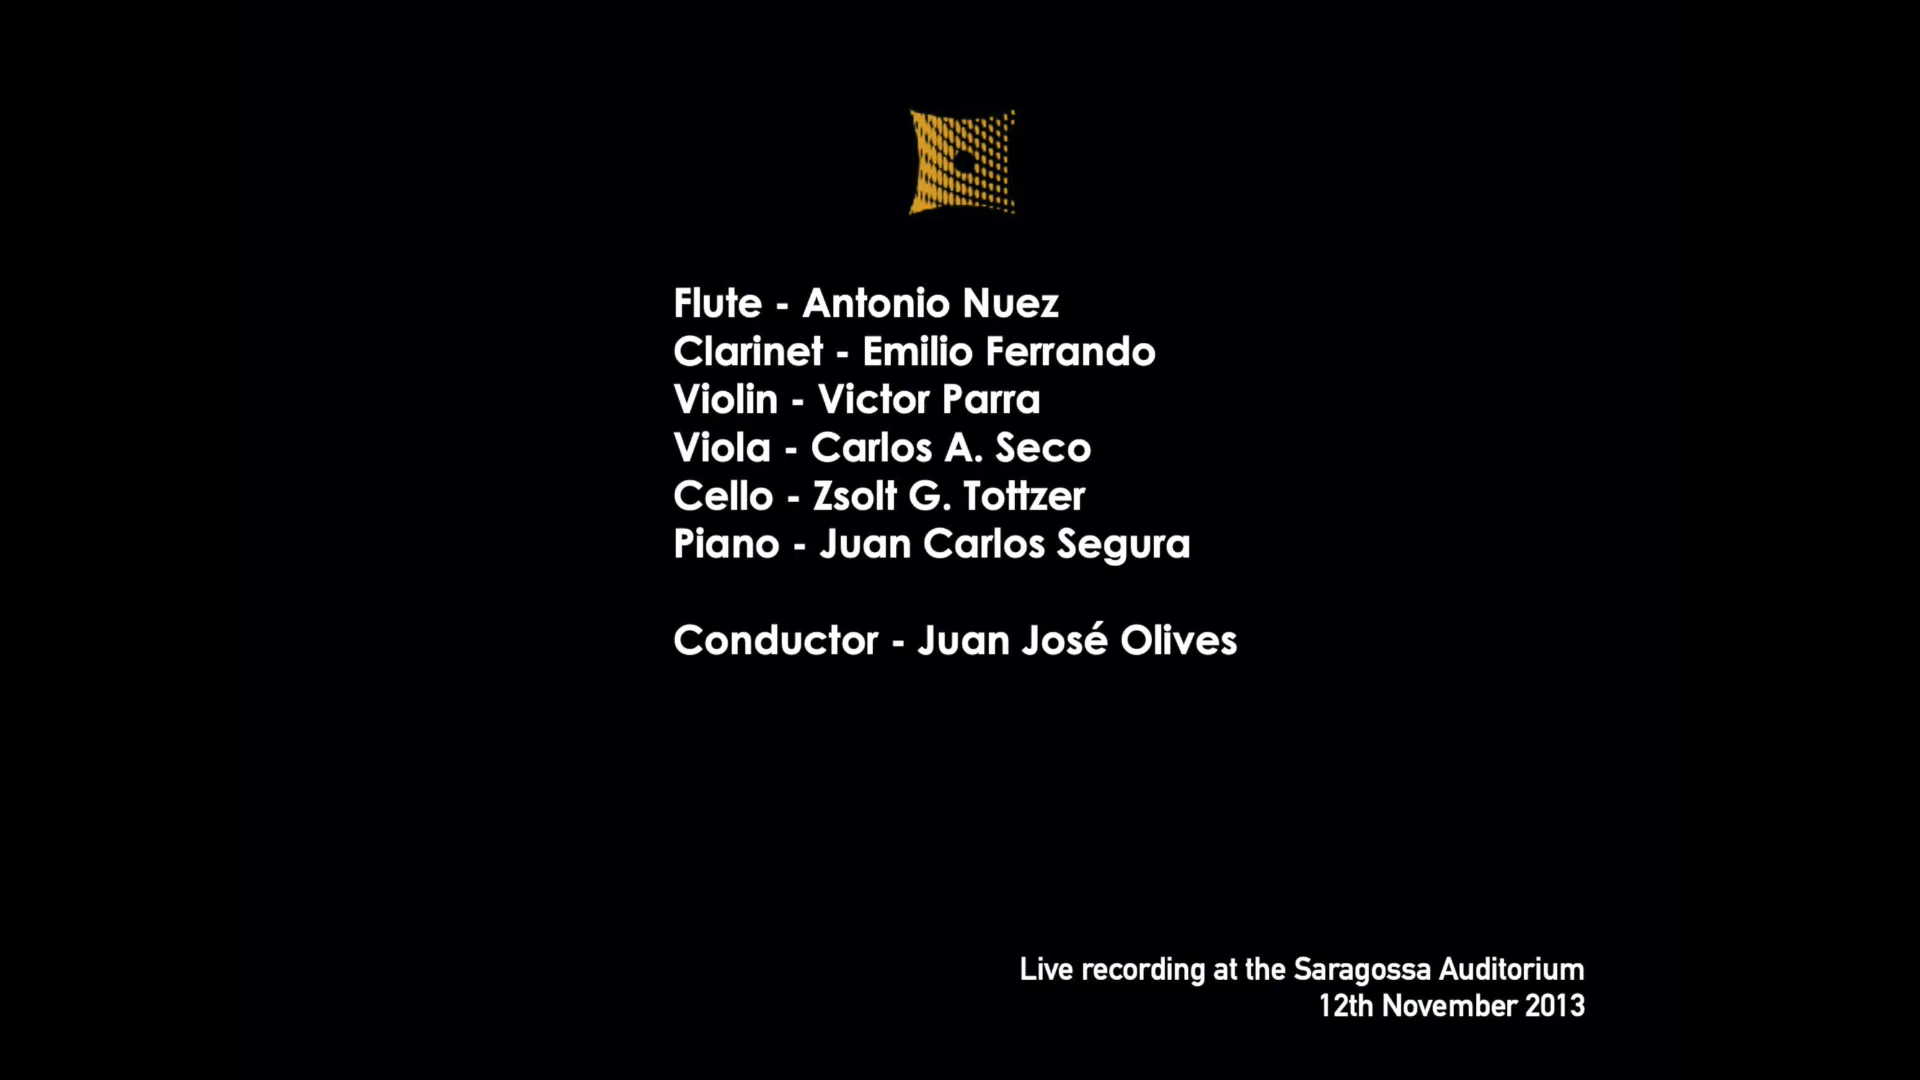 Flute - Antonio Nuez
Clarinet - Emilio Ferrando
Violin - Victor Parra
Viola - Carlos A. Seco
Cello - Zsolt G. Tottzer
Piano - Juan Carlos Segura
Conductor - Juan José Olives
Live recording at the Saragossa Auditorium
12th November 2013